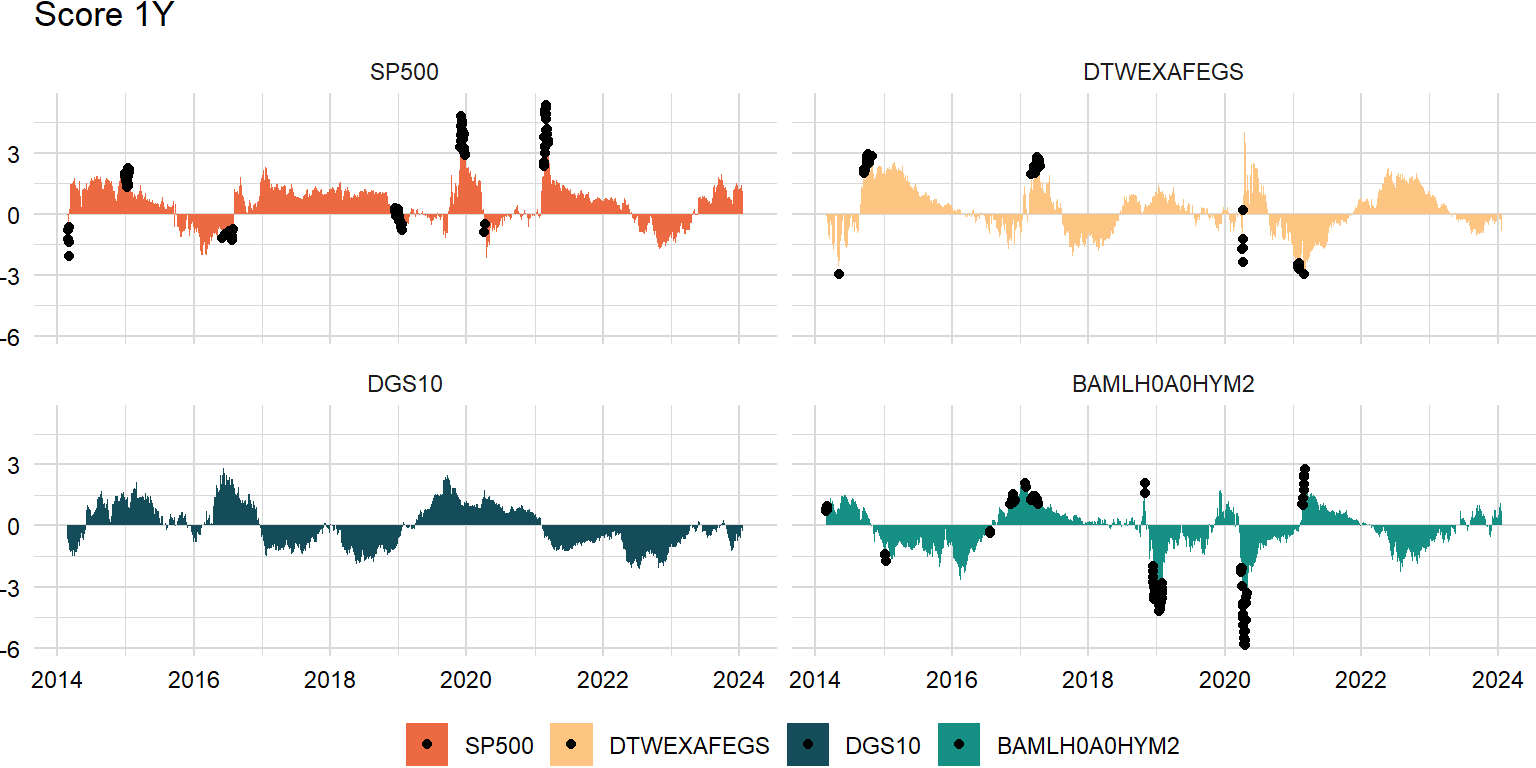 Score 1Y
SP500
DTWEXAFEGS
3
0
-3
-6
DGS10
BAMLH0A0HYM2
3
0
-3
-6
2014 2016 2018 2020 2022 2024 2014 2016 2018 2020 2022 2024
SP500 DTWEXAFEGS DGS10 BAMLH0A0HYM2